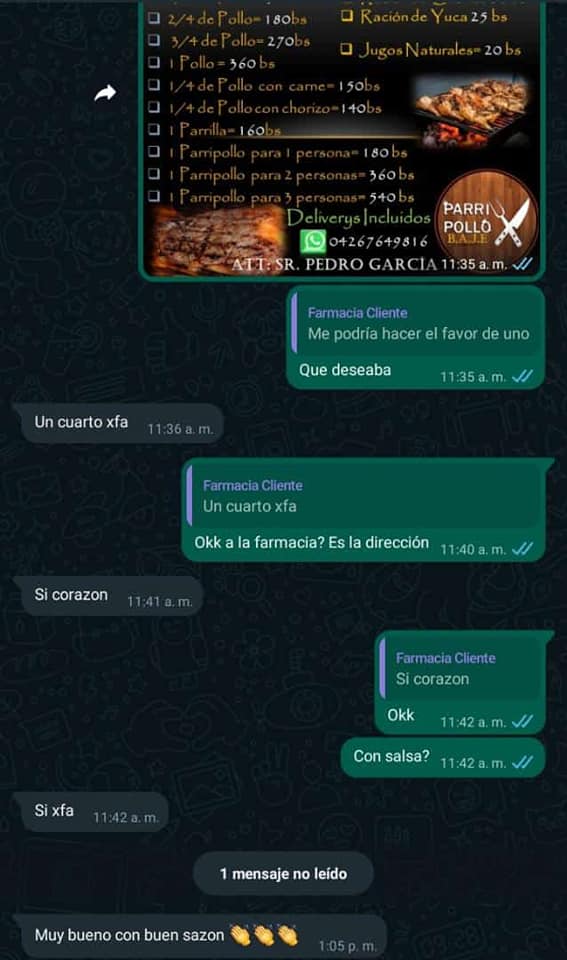 2/4 de Pollo= 180bs
Ración de Yuca 25 bs
3/4 de Pollo= 270bs
Jugos Naturales= 20 bs
1 Pollo = 360 bs
1/4 de Pollo con carne= 150bs
1/4 de Pollo con chorizo= 140bs
1 Parrilla= 160bs
1 Parripollo para 1 persona= 180 bs
1 Parripollo para 2 personas= 360 bs
1 Parripollo para 3 personas= 540 bs
PARRI
POLLO
B.A.J.E
Deliverys Incluidos
04267649816
ATT: SR. PEDRO GARCÍA 11:35 a. m.
Farmacia Cliente
Me podría hacer el favor de uno
Que deseaba
11:35 a. m.
Un cuarto xfa
11:36 a. m.
Farmacia Cliente
Un cuarto xfa
Okk a la farmacia? Es la dirección
11:40 a. m.
Si corazon
11:41 a. m.
Farmacia Cliente
Si corazon
Okk
11:42 a. m.
Con salsa?
11:42 a. m.
Si xfa
11:42 a. m.
1 mensaje no leído
Muy bueno con buen sazon 👏👏👏
1:05 p. m.